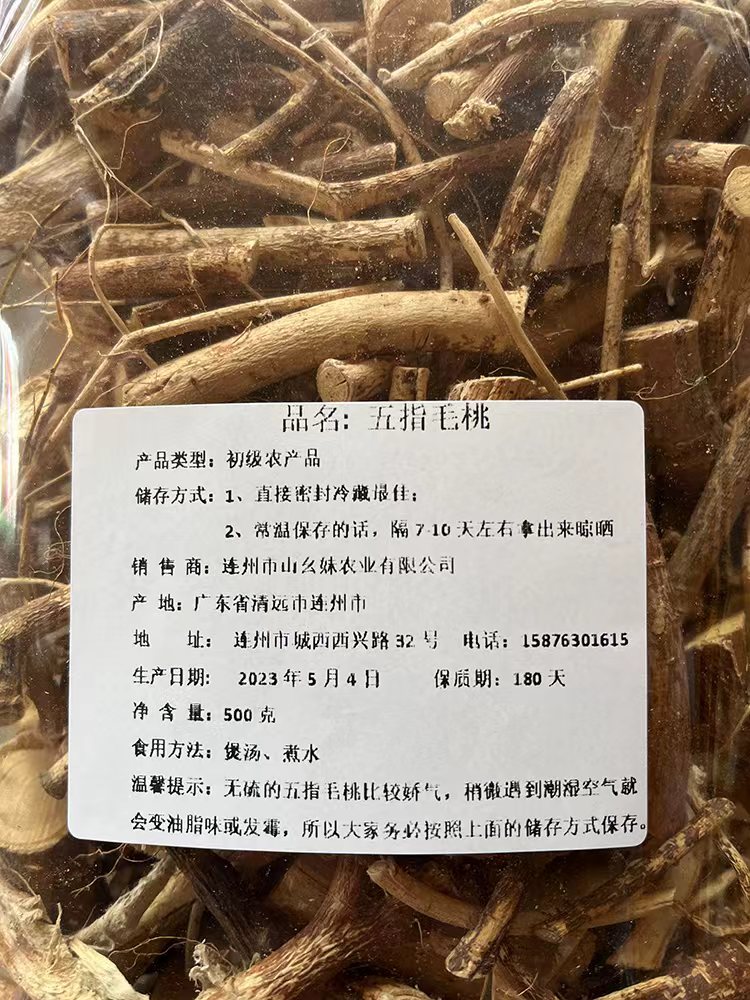 品名: 五指毛桃
产品类型: 初级农产品
储存方式: 1、直接密封冷藏最佳;
2、常温保存的话, 隔 7-10 天左右拿出来晾晒
销 售 商: 连州市山幺妹农业有限公司
产 地: 广东省清远市连州市
地 址: 连州市城西西兴路 32 号 电话: 15876301615
生产日期: 2023 年 5 月 4 日 保质期: 180 天
净 含 量: 500 克
食用方法: 煲汤、煮水
温馨提示: 无硫的五指毛桃比较娇气, 稍微遇到潮湿空气就
会变油脂味或发霉, 所以大家务必按照上面的储存方式保存。